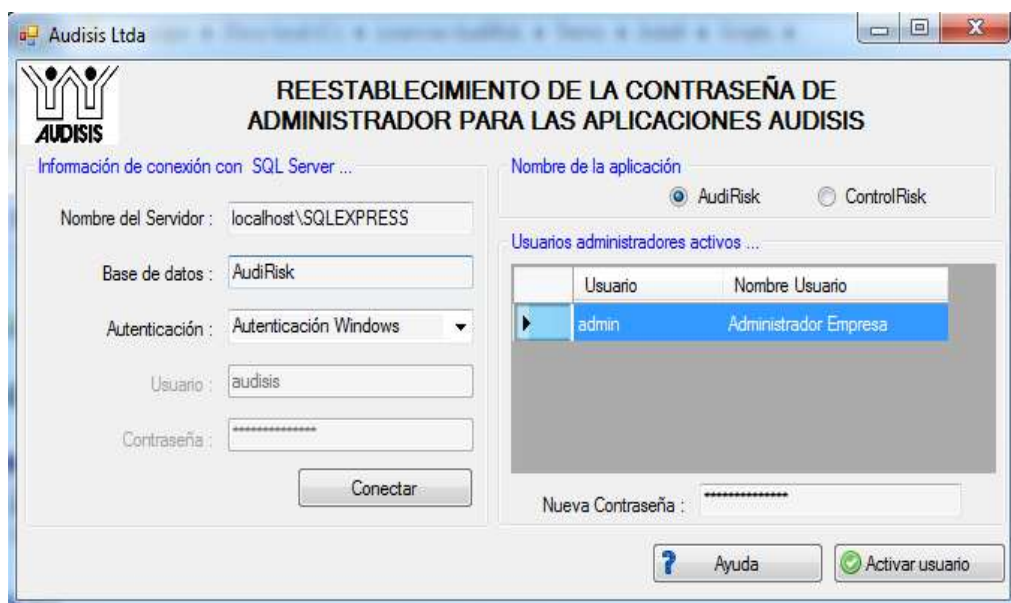 Audisis Ltda
AUDISIS
REESTABLECIMIENTO DE LA CONTRASEÑA DE
ADMINISTRADOR PARA LAS APLICACIONES AUDISIS
Información de conexión con SQL Server ...
Nombre del Servidor : localhost\SQLEXPRESS
Base de datos : AudiRisk
Autenticación : Autenticación Windows
Usuario : audisis
Contraseña : **************
Conectar
Nombre de la aplicación
AudiRisk ControlRisk
Usuarios administradores activos ...
Usuario Nombre Usuario
admin Administrador Empresa
Nueva Contraseña : **************
Ayuda Activar usuario